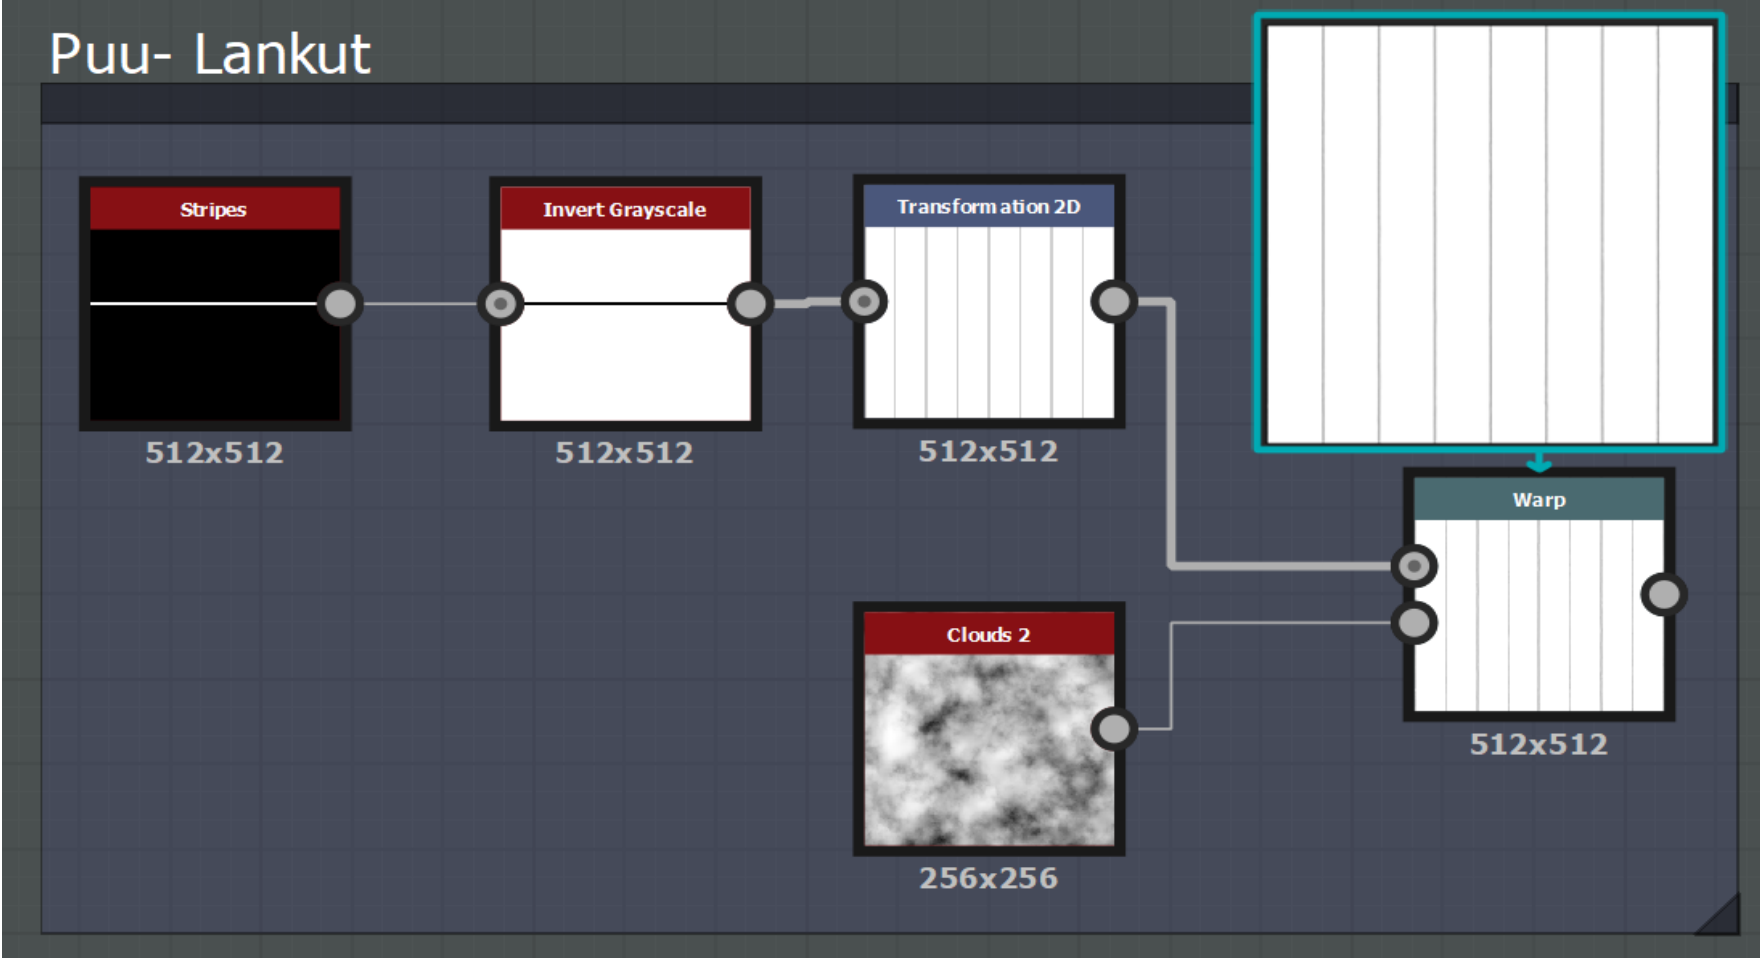 Puu- Lankut
Stripes
512x512
Invert Grayscale
512x512
Transformation 2D
512x512
Clouds 2
256x256
Warp
512x512